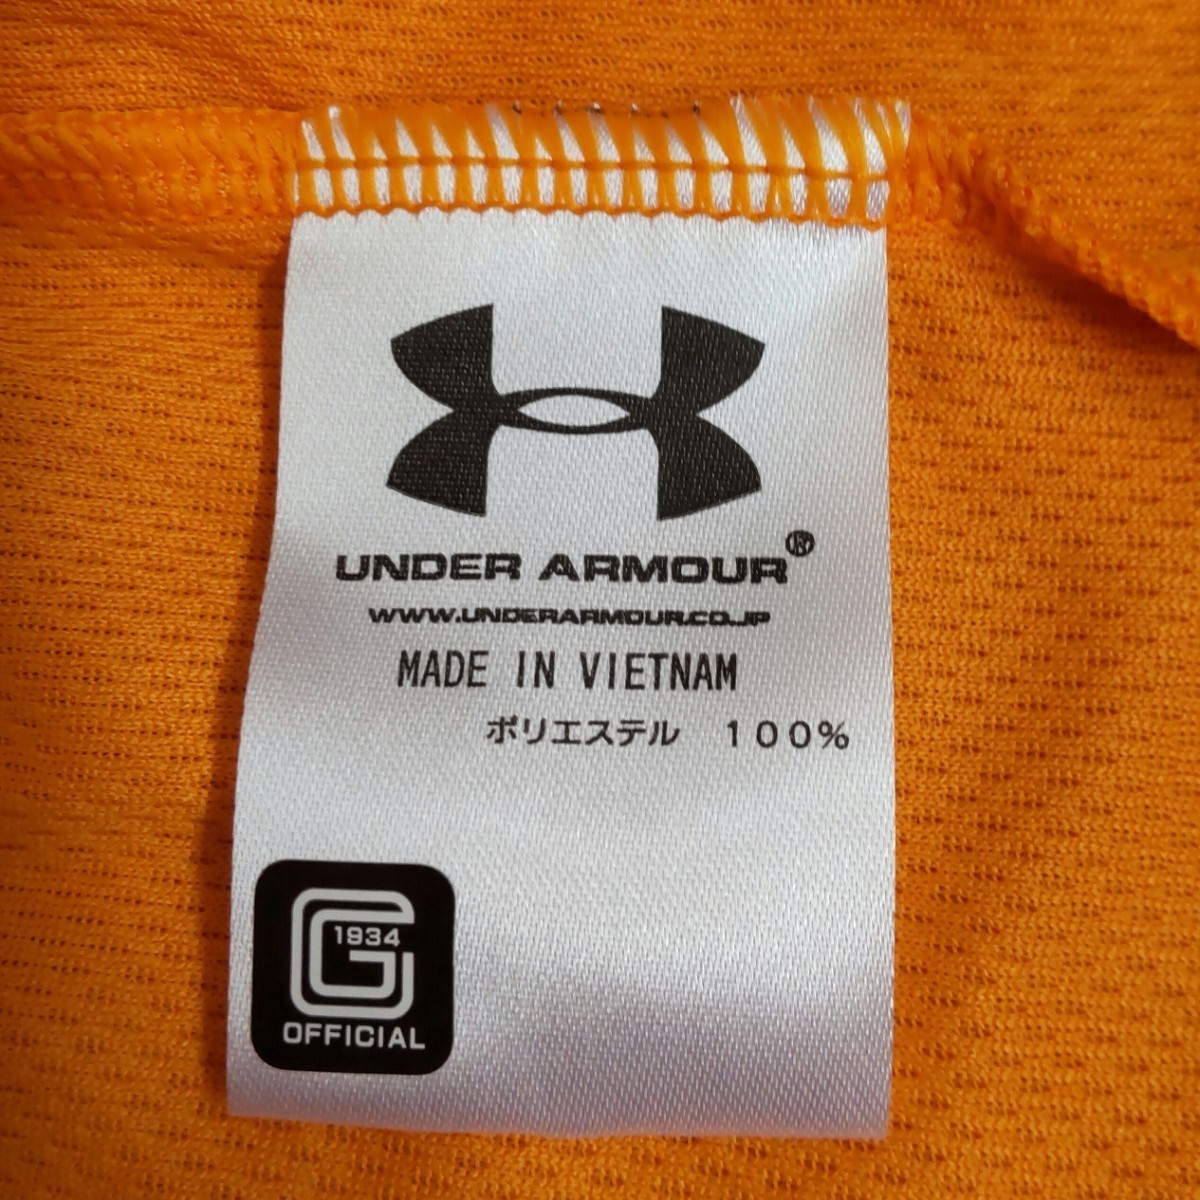 UNDER ARMOUR®
WWW.UNDERARMOUR.CO.JP
MADE IN VIETNAM
ポリエステル　１００％
1934
OFFICIAL